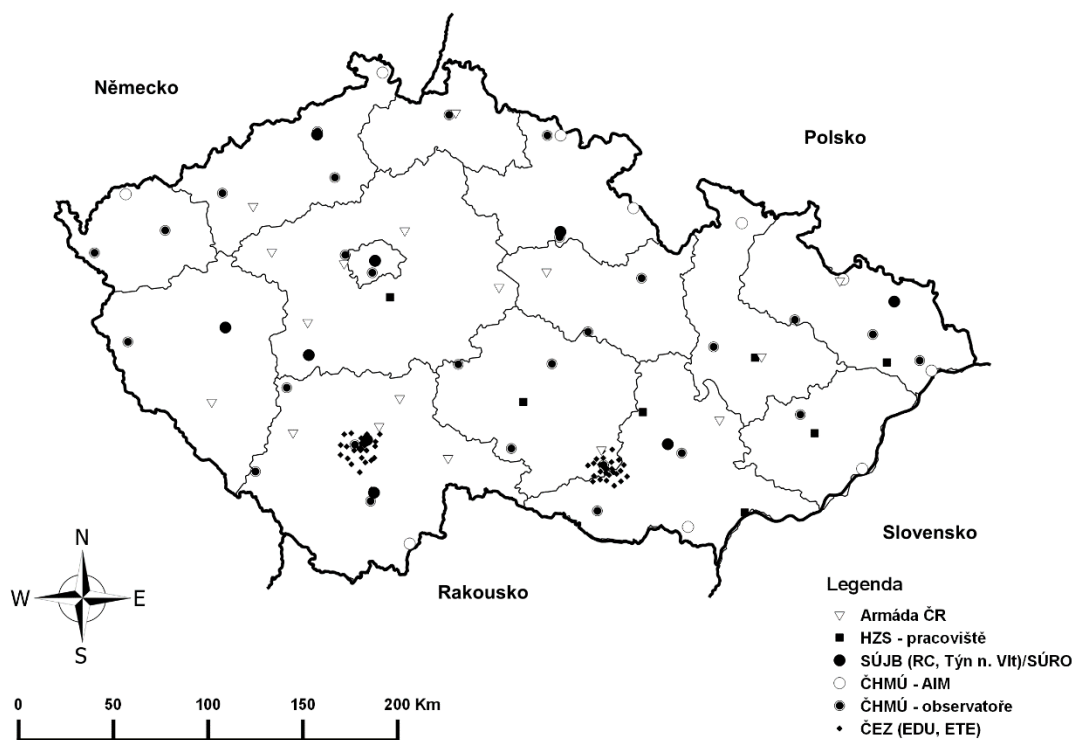 Německo
Polsko
Slovensko
Rakousko
N
W E
S
Legenda
Armáda ČR
HZS - pracoviště
SÚJB (RC, Týn n. Vlt)/SÚRO
ČHMÚ - AIM
ČHMÚ - observatoře
ČEZ (EDU, ETE)
0 50 100 150 200 Km